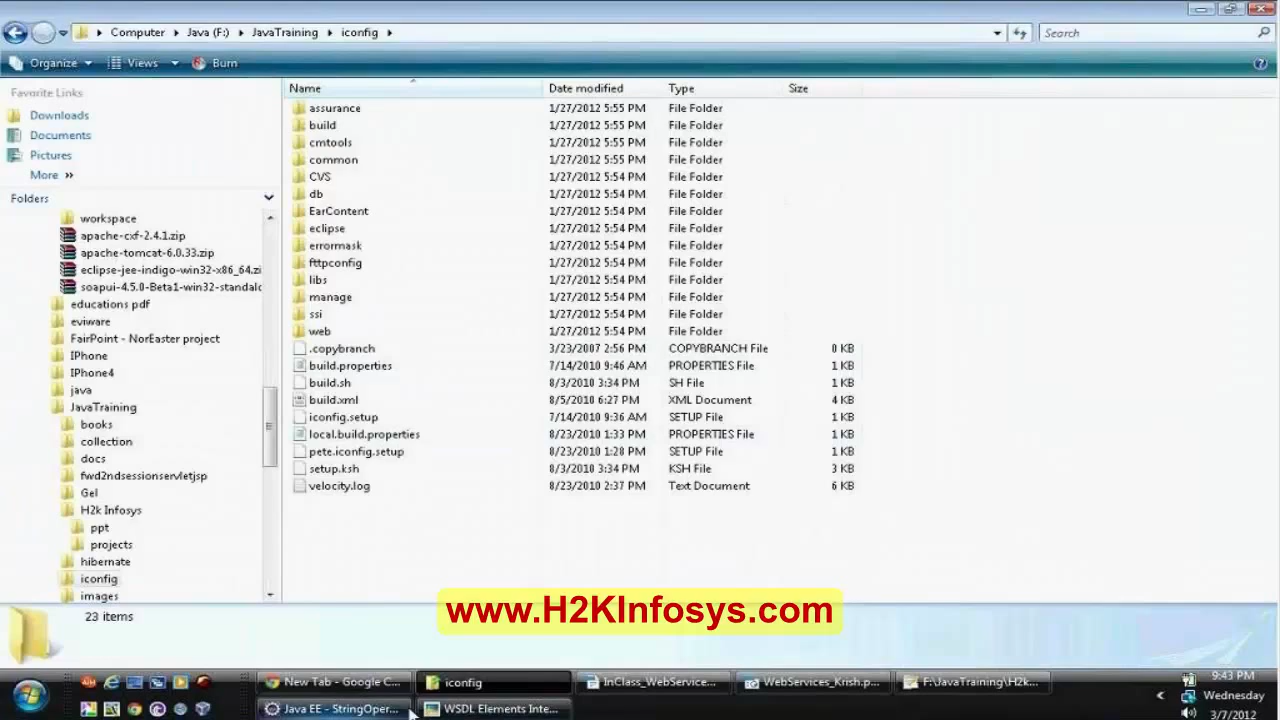 Computer ▸ Java (F:) ▸ JavaTraining ▸ iconfig ▸
Search
Organize Views Burn
Favorite Links
Downloads
Documents
Pictures
More »
Folders
workspace
apache-cxf-2.4.1.zip
apache-tomcat-6.0.33.zip
eclipse-jee-indigo-win32-x86_64.zi
soapui-4.5.0-Beta1-win32-standalo
educations pdf
eviware
FairPoint - NorEaster project
IPhone
IPhone4
java
JavaTraining
books
collection
docs
fwd2ndsessionservletjsp
Gel
H2k Infosys
ppt
projects
hibernate
iconfig
images
Name Date modified Type Size
assurance 1/27/2012 5:55 PM File Folder
build 1/27/2012 5:55 PM File Folder
cmtools 1/27/2012 5:55 PM File Folder
common 1/27/2012 5:55 PM File Folder
CVS 1/27/2012 5:55 PM File Folder
db 1/27/2012 5:55 PM File Folder
EarContent 1/27/2012 5:54 PM File Folder
eclipse 1/27/2012 5:54 PM File Folder
errormask 1/27/2012 5:54 PM File Folder
fttpconfig 1/27/2012 5:54 PM File Folder
libs 1/27/2012 5:54 PM File Folder
manage 1/27/2012 5:54 PM File Folder
ssi 1/27/2012 5:54 PM File Folder
web 1/27/2012 5:54 PM File Folder
.copybranch 3/23/2007 2:56 PM COPYBRANCH File 0 KB
build.properties 7/14/2010 9:46 AM PROPERTIES File 1 KB
build.sh 8/3/2010 3:34 PM SH File 1 KB
build.xml 8/5/2010 6:27 PM XML Document 4 KB
iconfig.setup 7/14/2010 9:36 AM SETUP File 1 KB
local.build.properties 8/23/2010 1:33 PM PROPERTIES File 1 KB
pete.iconfig.setup 8/23/2010 1:28 PM SETUP File 1 KB
setup.ksh 8/3/2010 3:34 PM KSH File 3 KB
velocity.log 8/23/2010 2:37 PM Text Document 6 KB
23 items
www.H2KInfosys.com
New Tab - Google C... iconfig InClass_WebService... WebServices_Krish.p... F:\JavaTraining\H2k...
Java EE - StringOper... WSDL Elements Inte...
9:43 PM
Wednesday
3/7/2012